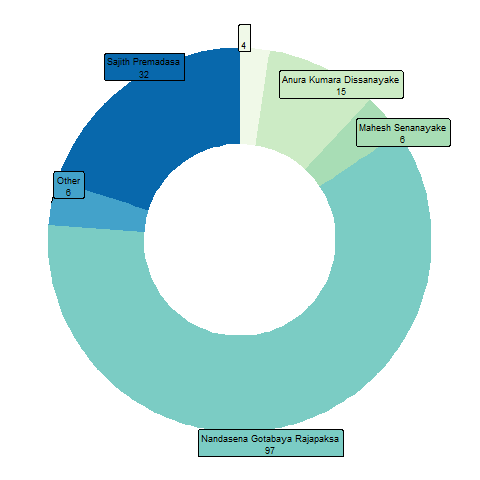 4
Sajith Premadasa
32
Anura Kumara Dissanayake
15
Mahesh Senanayake
6
Other
6
Nandasena Gotabaya Rajapaksa
97